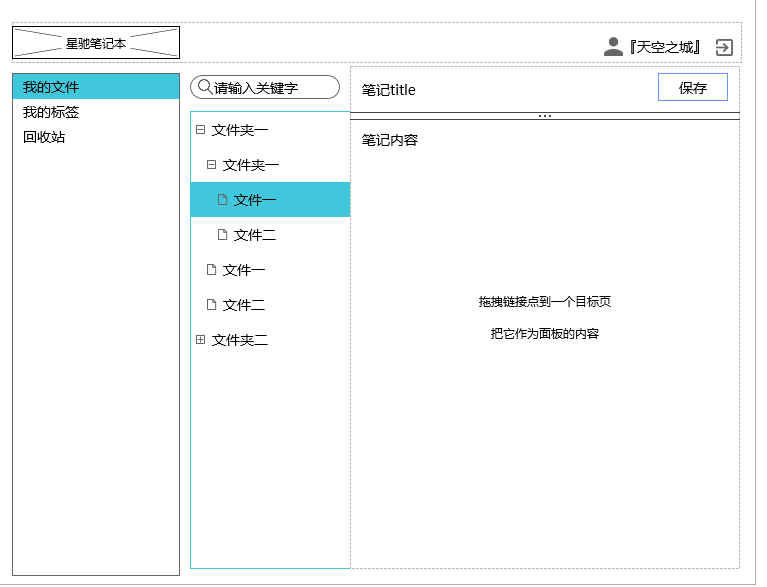 星驰笔记本
『天空之城』
我的文件
我的标签
回收站
请输入关键字
文件夹一
文件夹一
文件一
文件二
文件一
文件二
文件夹二
笔记title
保存
笔记内容
拖拽链接点到一个目标页
把它作为面板的内容